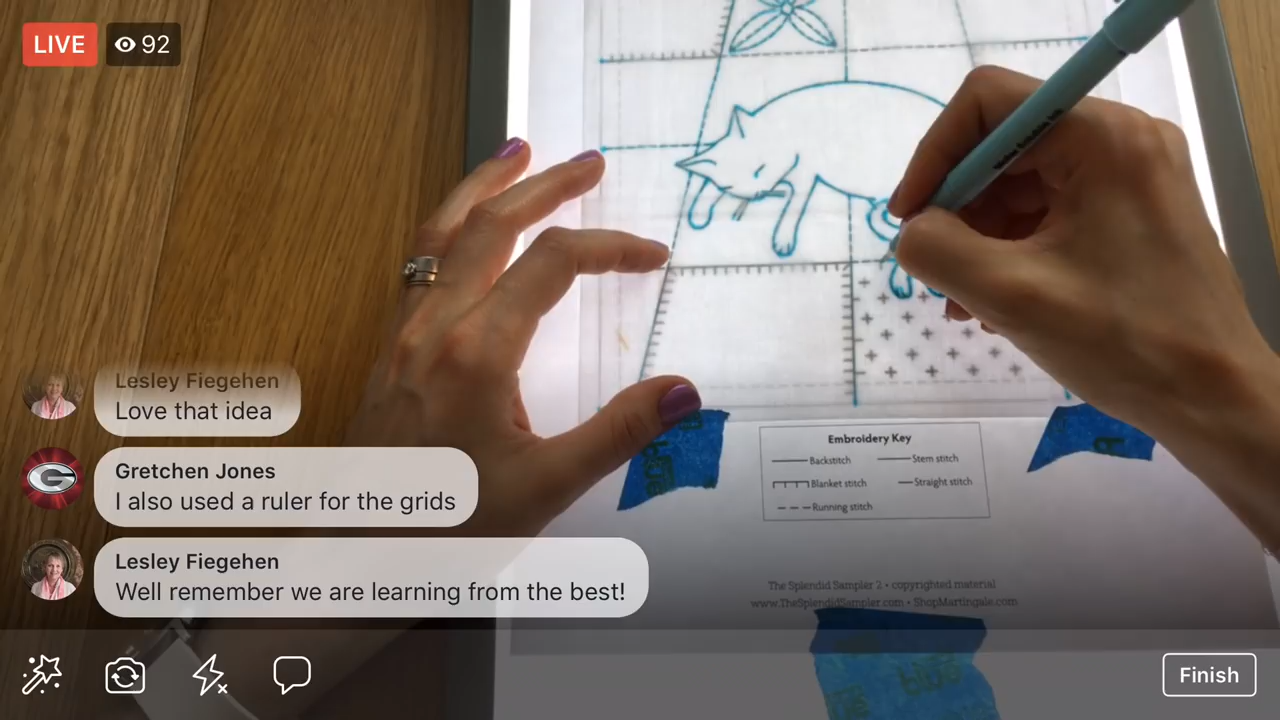 LIVE
92
Lesley Fiegehen
Love that idea
Gretchen Jones
I also used a ruler for the grids
Lesley Fiegehen
Well remember we are learning from the best!
Embroidery Key
Backstitch
Stem stitch
Blanket stitch
Straight stitch
Running stitch
The Splendid Sampler 2 • copyrighted material
www.TheSplendidSampler.com • ShopMartingale.com
Finish